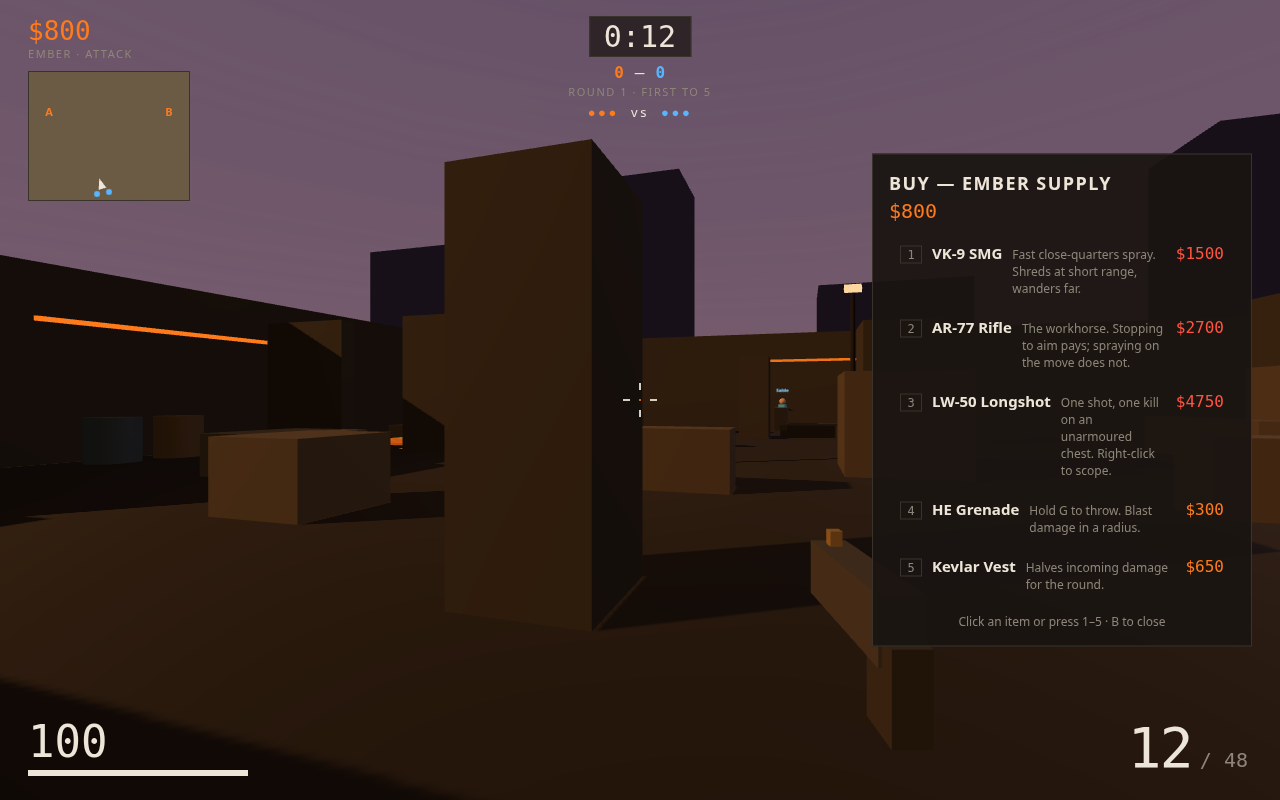 $800
EMBER · ATTACK
A
B
0:12
0 — 0
ROUND 1 · FIRST TO 5
VS
BUY — EMBER SUPPLY
$800
1 VK-9 SMG Fast close-quarters spray. $1500
Shreds at short range,
wanders far.
2 AR-77 Rifle The workhorse. Stopping $2700
to aim pays; spraying on
the move does not.
3 LW-50 Longshot One shot, one kill $4750
on an
unarmoured
chest. Right-click
to scope.
4 HE Grenade Hold G to throw. Blast $300
damage in a radius.
5 Kevlar Vest Halves incoming damage $650
for the round.
Click an item or press 1–5 · B to close
100
12 / 48